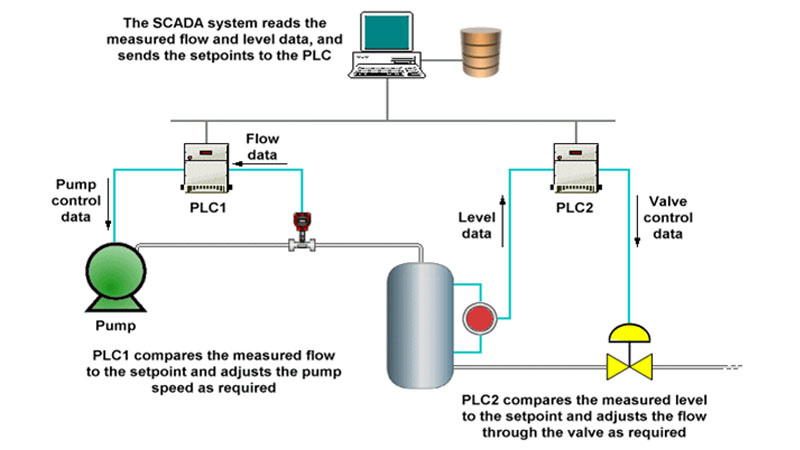 The SCADA system reads the
measured flow and level data, and
sends the setpoints to the PLC
Flow
data
PLC1
Pump
control
data
Pump
PLC1 compares the measured flow
to the setpoint and adjusts the pump
speed as required
PLC2
Level
data
Valve
control
data
PLC2 compares the measured level
to the setpoint and adjusts the flow
through the valve as required